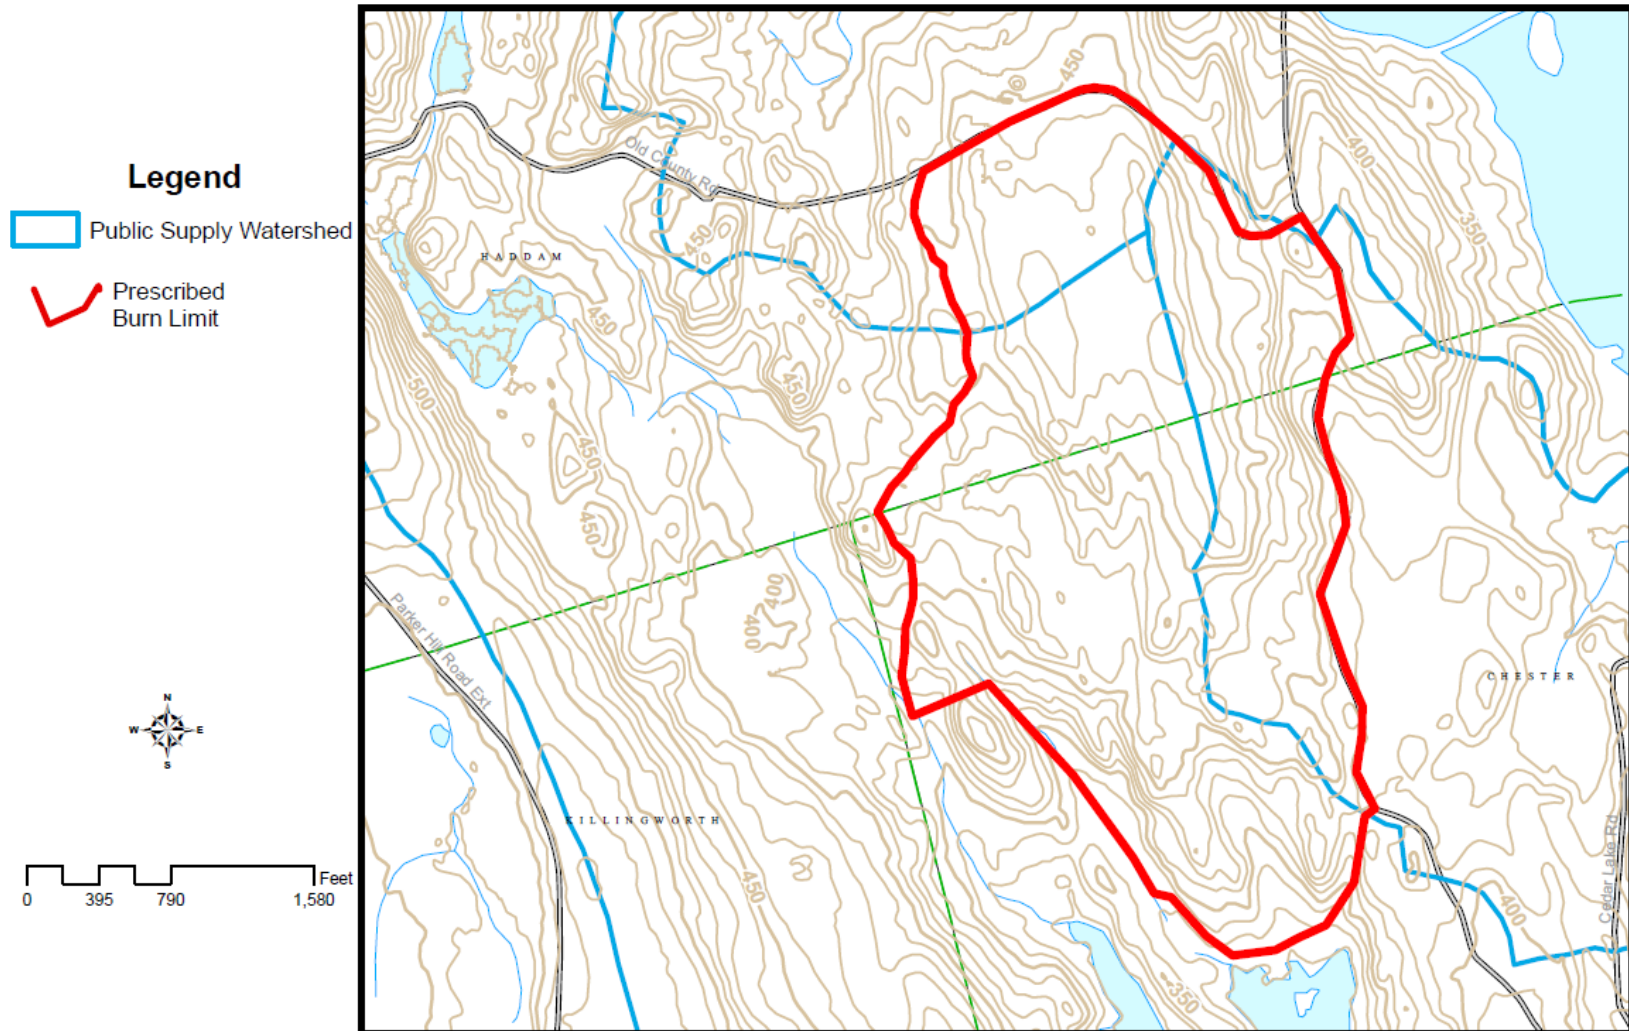 Legend
Public Supply Watershed
Prescribed
Burn Limit
N
W E
S
Feet
0 395 790 1,580
Old County Rd
HADDAM
450
450
400
350
450
450
500
450
450
400
400
Parker Hill Road Ext
KILLINGWORTH
CHESTER
Cedar Lake Rd
450
400
350